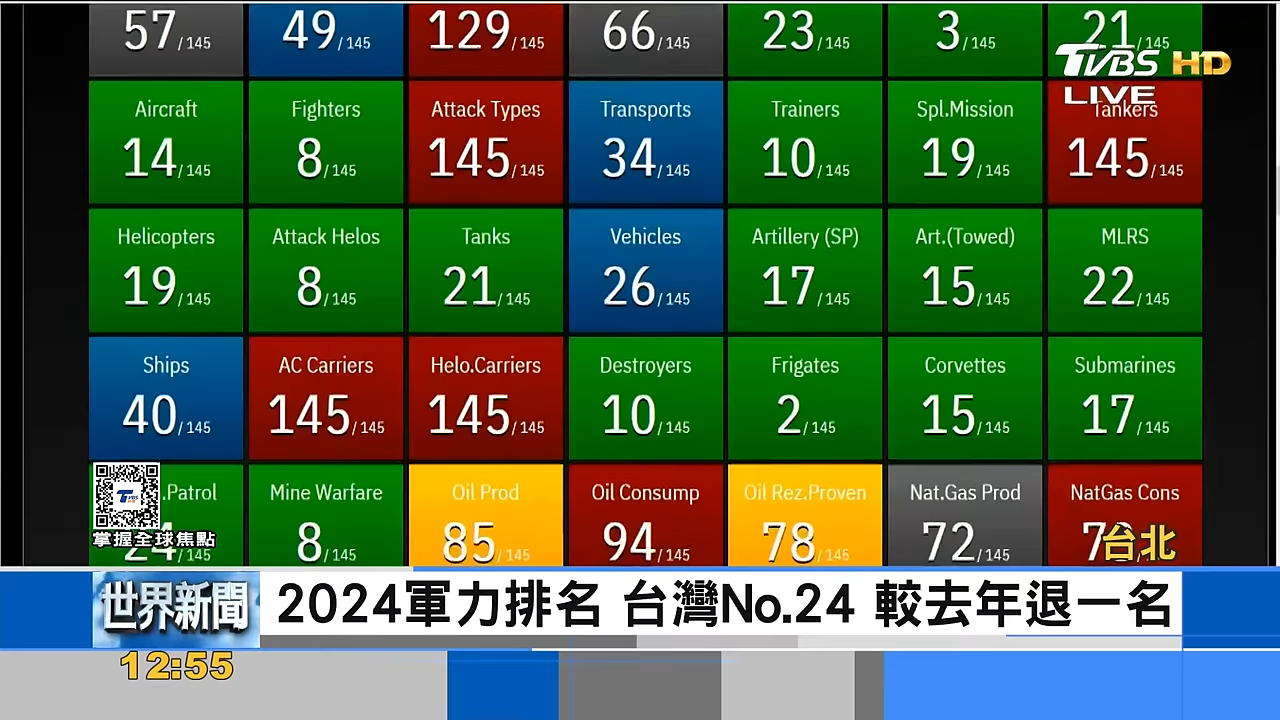 57/145 49/145 129/145 66/145 23/145 3/145 21/145
TVBS HD
LIVE
Aircraft Fighters Attack Types Transports Trainers Spl.Mission Tankers
14/145 8/145 145/145 34/145 10/145 19/145 145/145
Helicopters Attack Helos Tanks Vehicles Artillery (SP) Art.(Towed) MLRS
19/145 8/145 21/145 26/145 17/145 15/145 22/145
Ships AC Carriers Helo.Carriers Destroyers Frigates Corvettes Submarines
40/145 145/145 145/145 10/145 2/145 15/145 17/145
TVBS
.Patrol Mine Warfare Oil Prod Oil Consump Oil Rez.Proven Nat.Gas Prod NatGas Cons
24/145 8/145 85/145 94/145 78/145 72/145
掌握全球焦點
台北
世界新聞
2024軍力排名 台灣No.24 較去年退一名
12:55